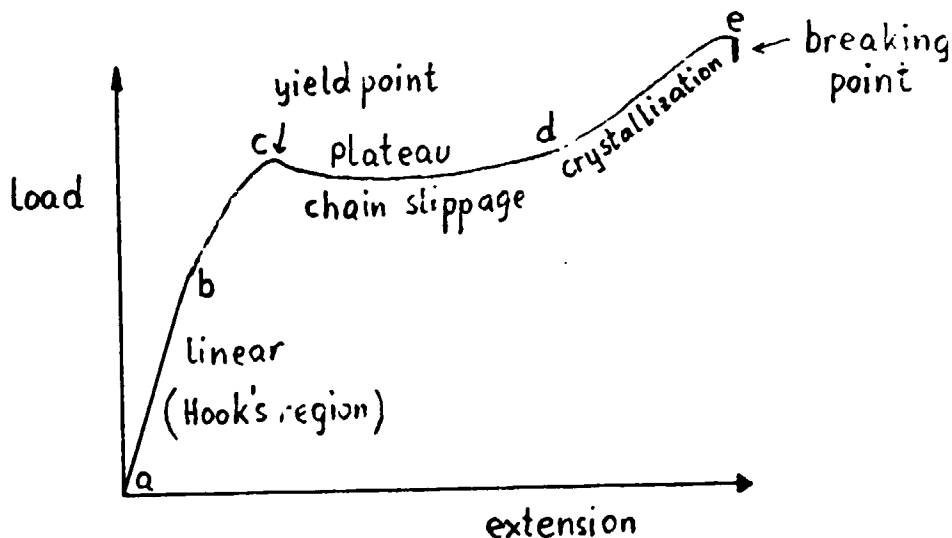 e
breaking
point
yield point
c
d
plateau
crystallization
load
chain slippage
b
linear
(Hook's region)
a
extension